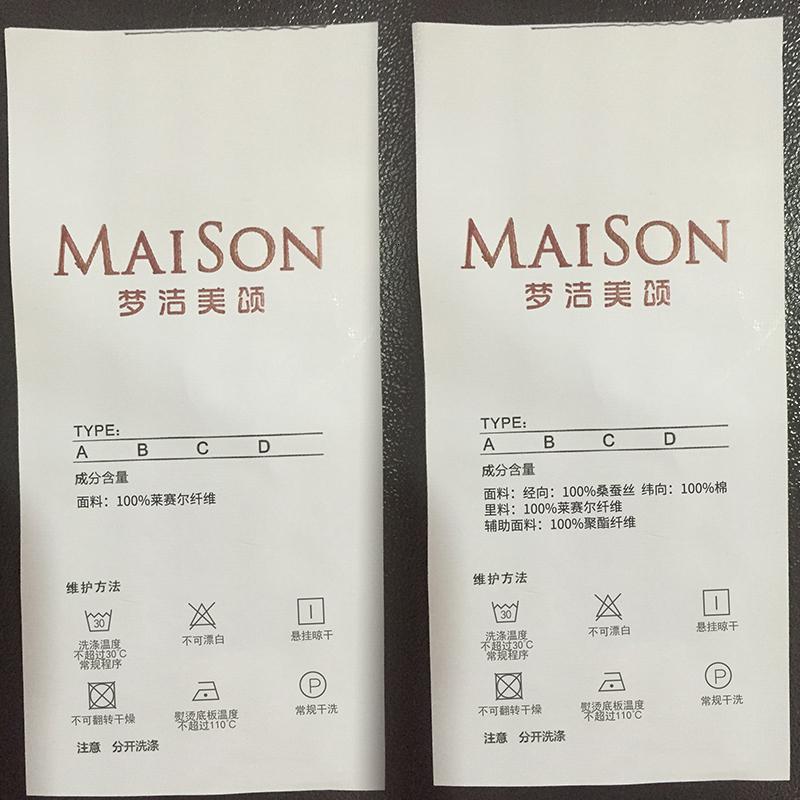 MAISON
梦洁美颂
TYPE:
A B C D
成分含量
面料：100%莱赛尔纤维
维护方法
30
洗涤温度
不超过30℃
常规程序
不可漂白
悬挂晾干
不可翻转干燥
熨烫底板温度
不超过110℃
P
常规干洗
注意 分开洗涤
MAISON
梦洁美颂
TYPE:
A B C D
成分含量
面料：经向：100%桑蚕丝 纬向：100%棉
里料：100%莱赛尔纤维
辅助面料：100%聚酯纤维
维护方法
30
洗涤温度
不超过30℃
常规程序
不可漂白
悬挂晾干
不可翻转干燥
熨烫底板温度
不超过110℃
P
常规干洗
注意 分开洗涤